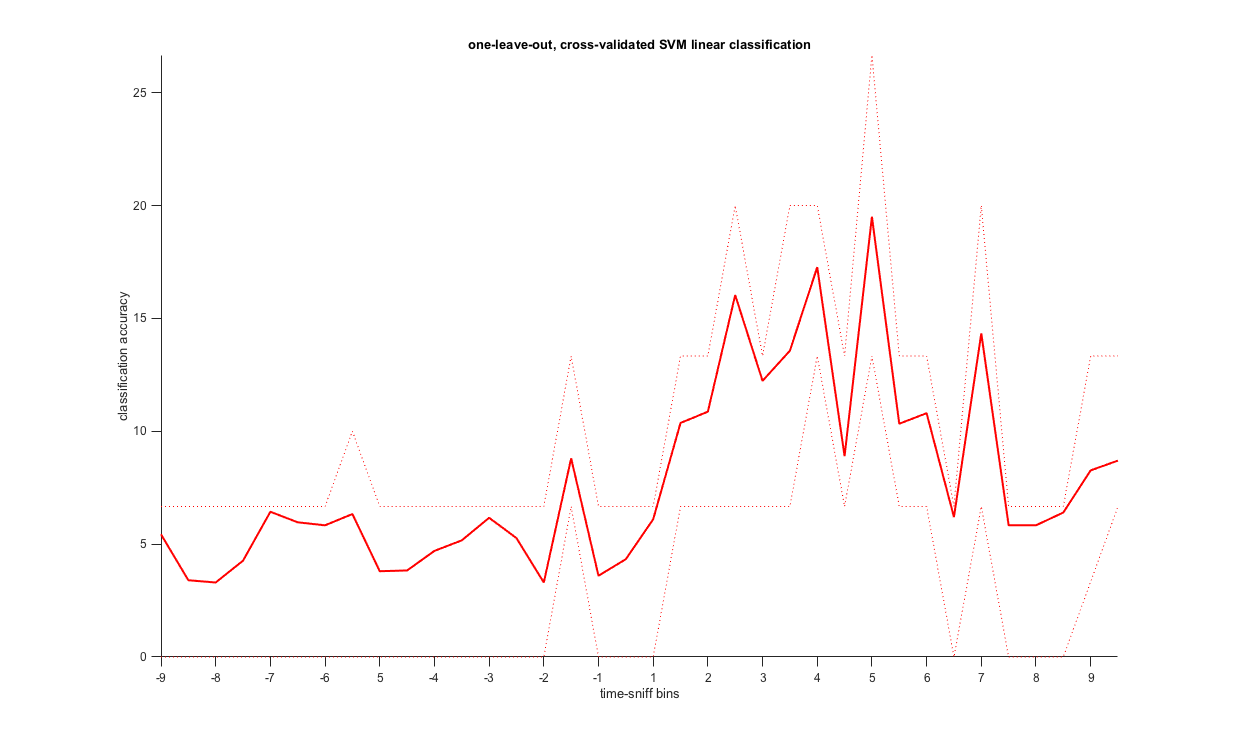 one-leave-out, cross-validated SVM linear classification
25
20
15
10
5
0
classification accuracy
-9 -8 -7 -6 5 -4 -3 -2 -1 1 2 3 4 5 6 7 8 9
time-sniff bins